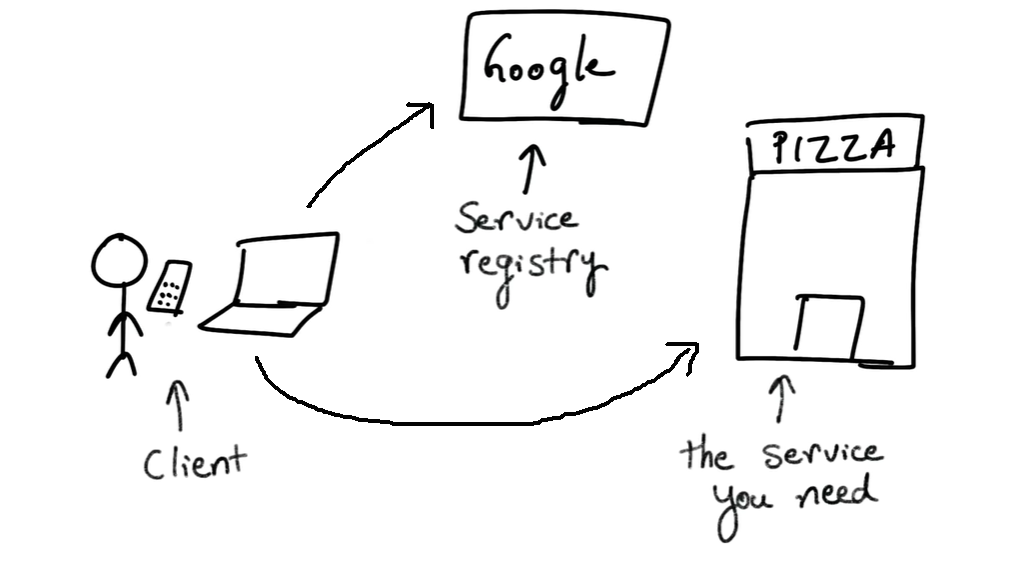 Google
PIZZA
Service
registry
Client
the service
you need